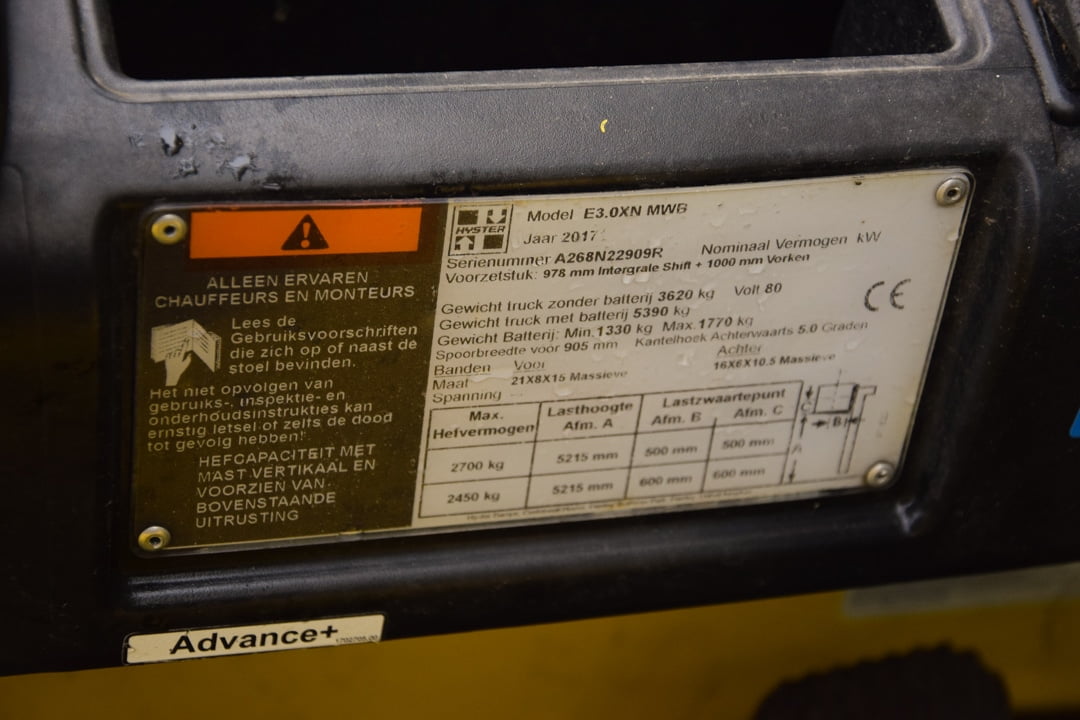 ALLEEN ERVAREN
CHAUFFEURS EN MONTEURS
Lees de
Gebruiksvoorschriften
die zich op of naast de
stoel bevinden.
Het niet opvolgen van
gebruiks-, inspektie- en
onderhoudsinstrukties kan
ernstig letsel of zelfs de dood
tot gevolg hebben!
HEFCAPACITEIT MET
MAST VERTIKAAL EN
VOORZIEN VAN
BOVENSTAANDE
UITRUSTING
HYSTER
Model E3.0XN MWB
Jaar 2017
Serienummer A268N22909R Nominaal Vermogen kW
Voorzetstuk: 978 mm Intergrale Shift + 1000 mm Vorken
Gewicht truck zonder batterij 3620 kg Volt 80
Gewicht truck met batterij 5390 kg
Gewicht Batterij: Min. 1330 kg Max. 1770 kg
Spoorbreedte voor 905 mm Kantelhoek Achterwaarts 5.0 Graden
Banden Voor Achter
Maat 21X8X15 Massieve 16X6X10.5 Massieve
Spanning
CE
Max. Hefvermogen Lasthoogte Afm. A Lastzwaartepunt Afm. B Afm. C
2700 kg 5215 mm 500 mm 500 mm
2450 kg 5215 mm 600 mm 600 mm
C
B
A
Advance+